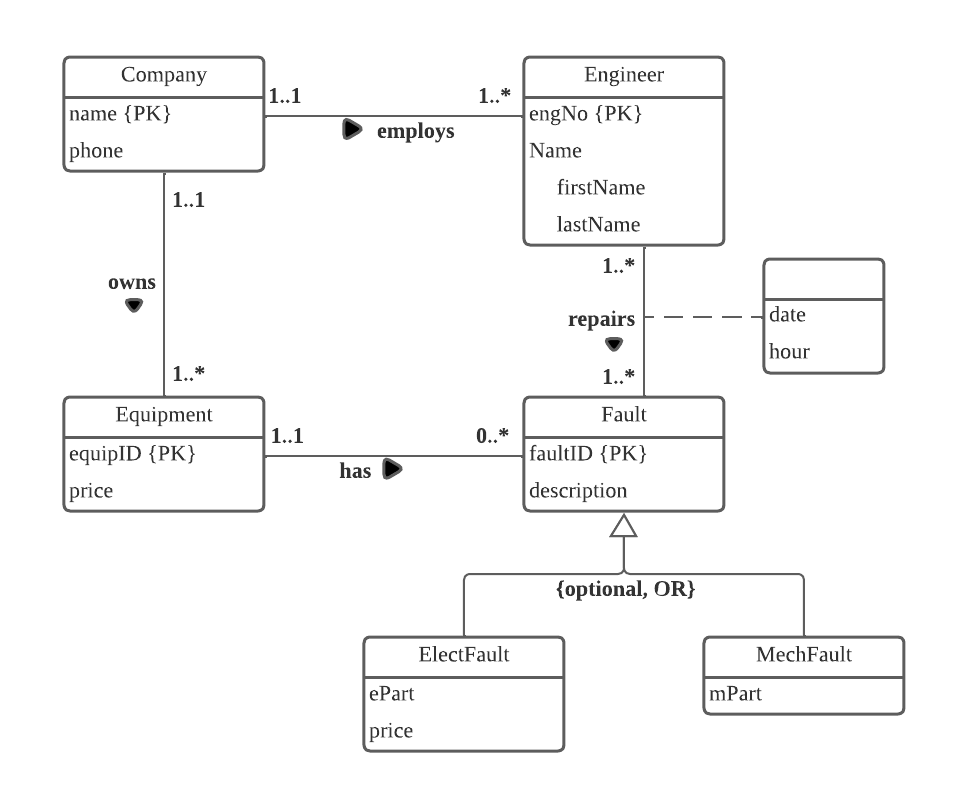 Company
name {PK}
phone
1..1
1..*
employs
Engineer
engNo {PK}
Name
firstName
lastName
1..1
owns
1..*
1..*
repairs
1..*
date
hour
Equipment
equipID {PK}
price
1..1
0..*
has
Fault
faultID {PK}
description
{optional, OR}
ElectFault
ePart
price
MechFault
mPart